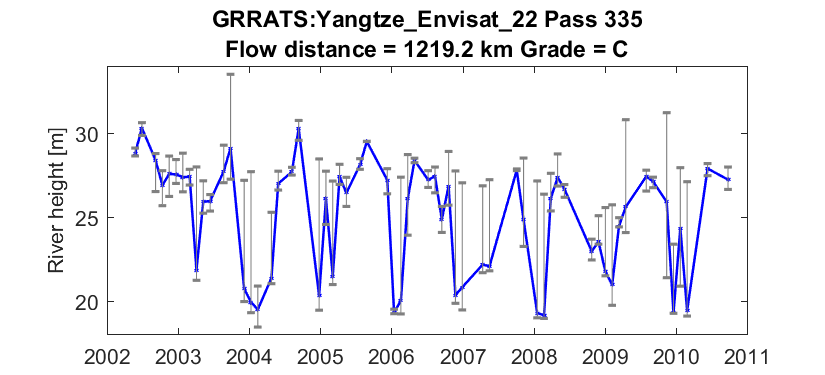 GRRATS:Yangtze_Envisat_22 Pass 335
Flow distance = 1219.2 km Grade = C
River height [m]
30
25
20
2002 2003 2004 2005 2006 2007 2008 2009 2010 2011